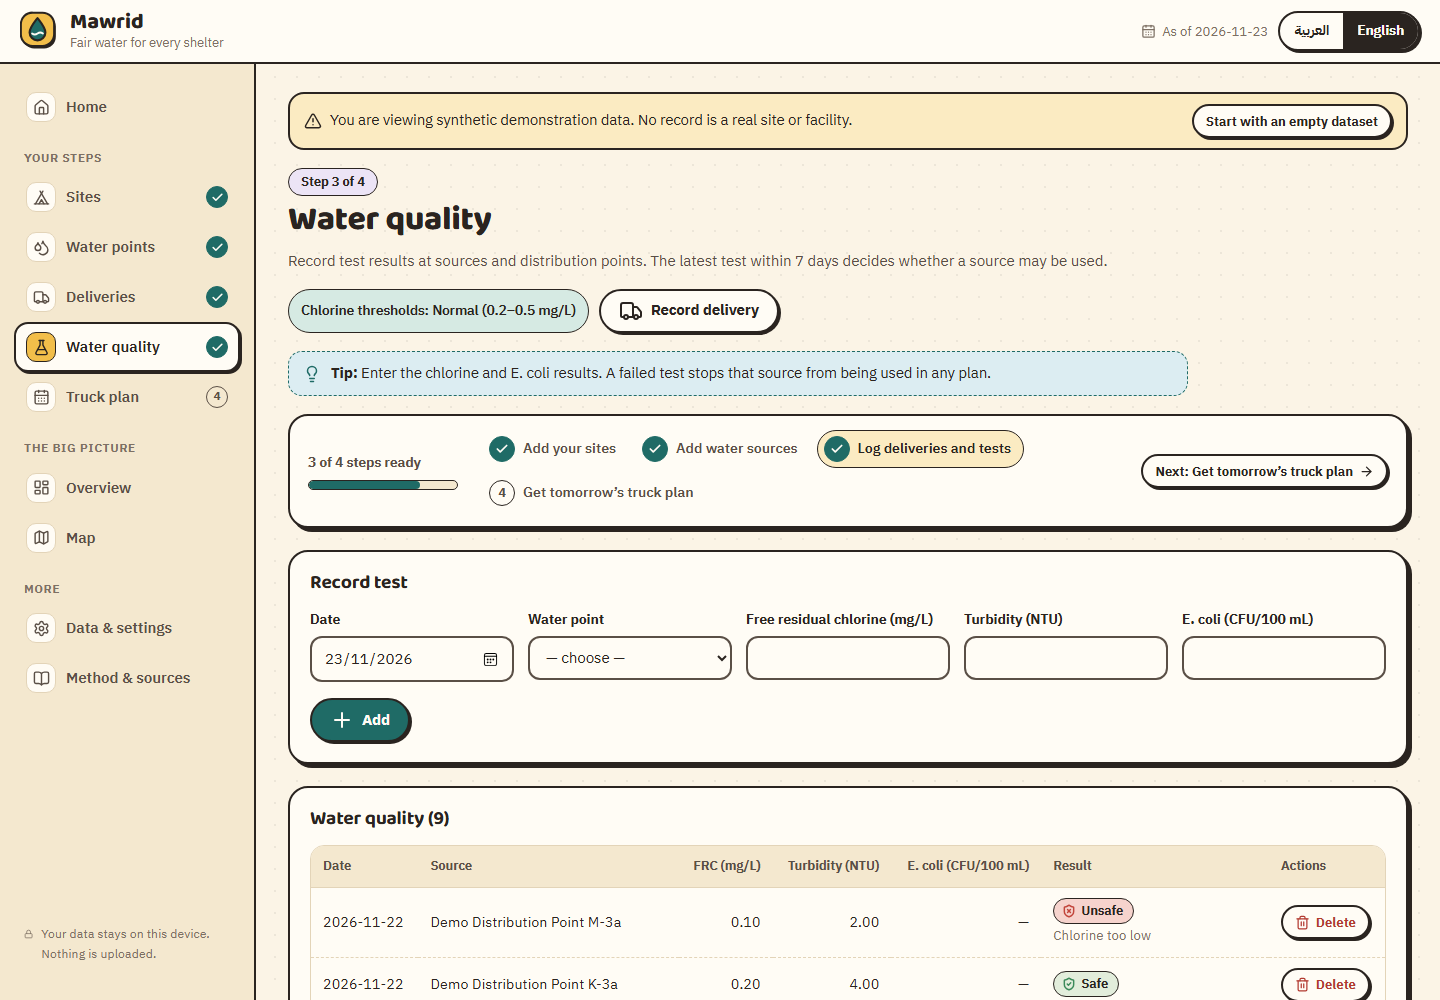 Mawrid
Fair water for every shelter
As of 2026-11-23
العربية
English
Home
YOUR STEPS
Sites
Water points
Deliveries
Water quality
Truck plan
4
THE BIG PICTURE
Overview
Map
MORE
Data & settings
Method & sources
Your data stays on this device.
Nothing is uploaded.
You are viewing synthetic demonstration data. No record is a real site or facility.
Start with an empty dataset
Step 3 of 4
Water quality
Record test results at sources and distribution points. The latest test within 7 days decides whether a source may be used.
Chlorine thresholds: Normal (0.2–0.5 mg/L)
Record delivery
Tip: Enter the chlorine and E. coli results. A failed test stops that source from being used in any plan.
3 of 4 steps ready
Add your sites
Add water sources
Log deliveries and tests
4 Get tomorrow’s truck plan
Next: Get tomorrow’s truck plan
Record test
Date
Water point
Free residual chlorine (mg/L)
Turbidity (NTU)
E. coli (CFU/100 mL)
23/11/2026
— choose —
Add
Water quality (9)
Date Source FRC (mg/L) Turbidity (NTU) E. coli (CFU/100 mL) Result Actions
2026-11-22 Demo Distribution Point M-3a 0.10 2.00 — Unsafe Delete
Chlorine too low
2026-11-22 Demo Distribution Point K-3a 0.20 4.00 — Safe Delete